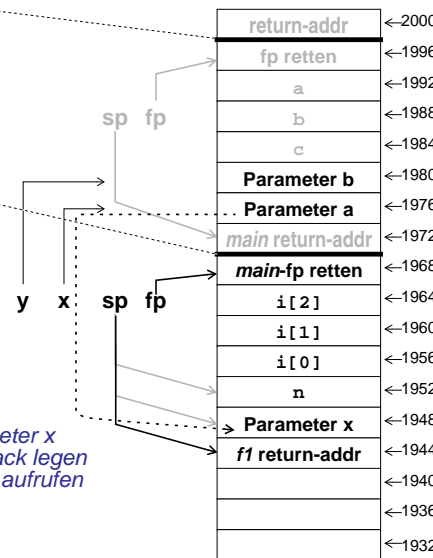 return-addr ←2000
fp retten ←1996
a ←1992
sp fp b ←1988
c ←1984
Parameter b ←1980
Parameter a ←1976
main return-addr ←1972
main-fp retten ←1968
y x sp fp i[2] ←1964
i[1] ←1960
i[0] ←1956
n ←1952
eter x Parameter x ←1948
ack legen f1 return-addr ←1944
aufrufen ←1940
←1936
←1932